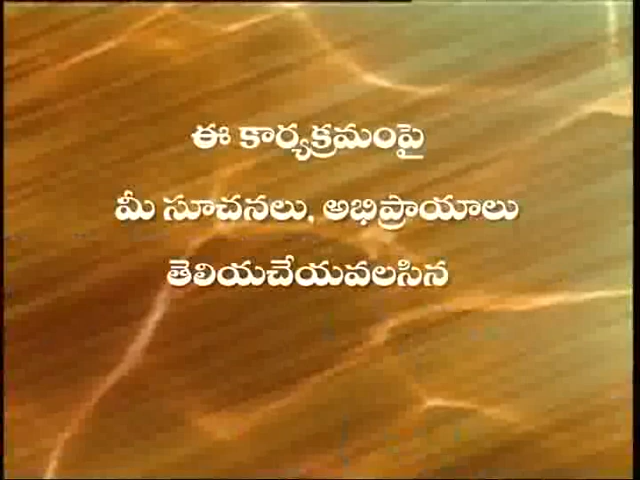 ఈ కార్యక్రమంపై
మీ సూచనలు, అభిప్రాయాలు
తెలియచేయవలసిన